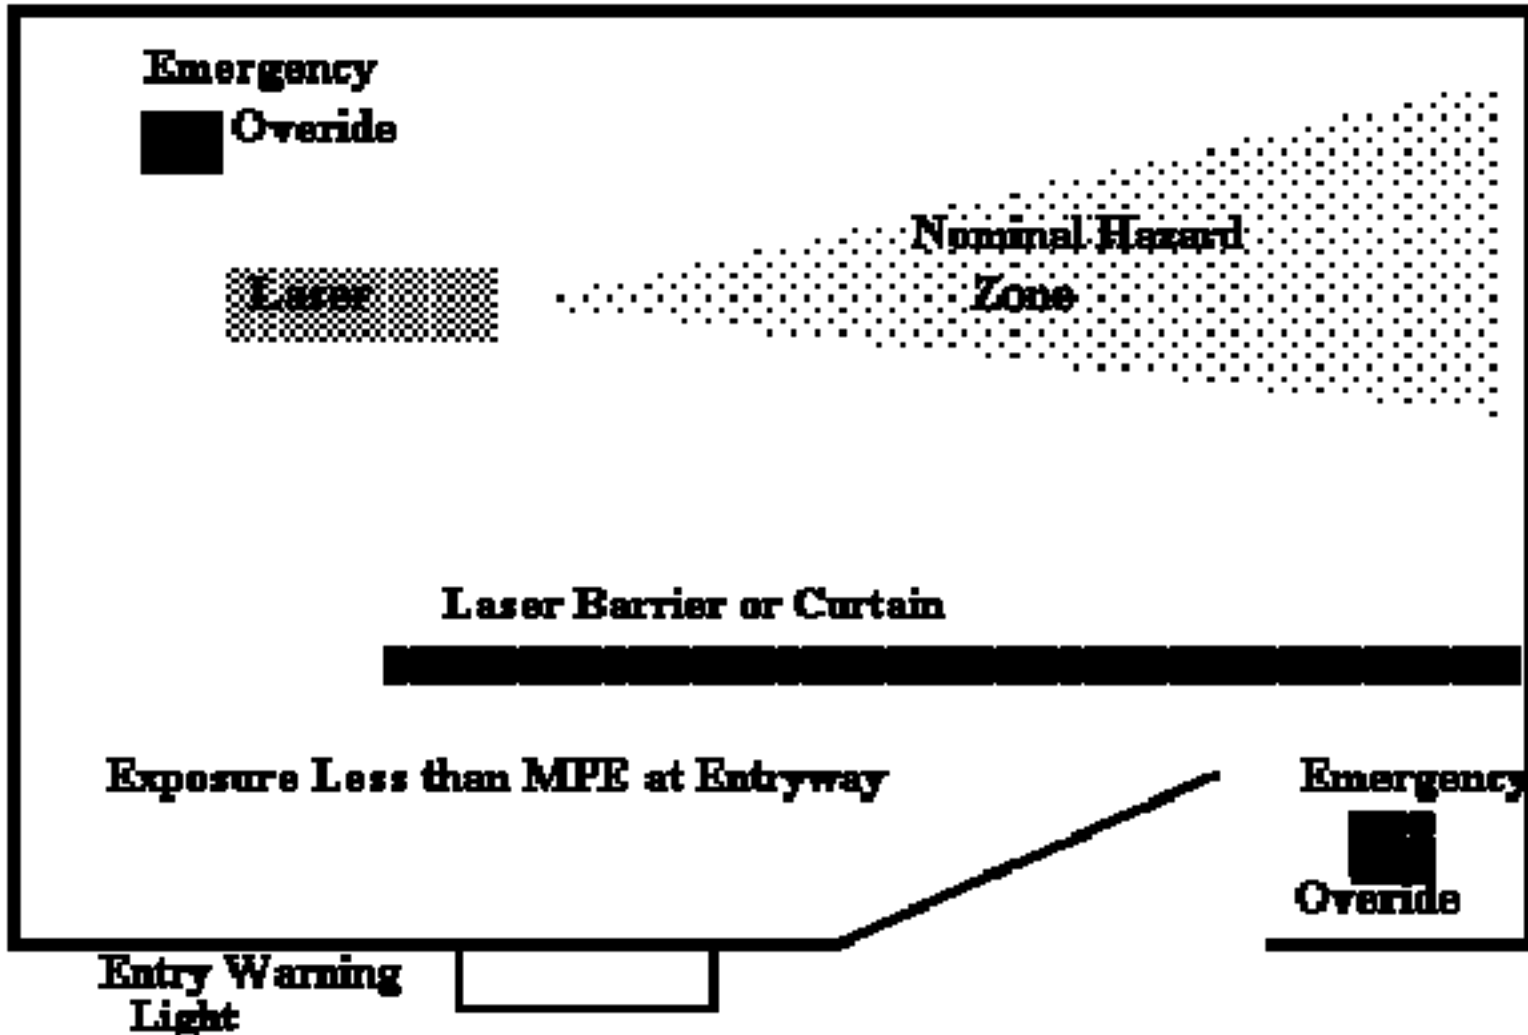 Emergency
Overide
Nominal Hazard
Zone
Laser
Laser Barrier or Curtain
Exposure Less than MPE at Entryway
Emergency
Overide
Entry Warning
Light